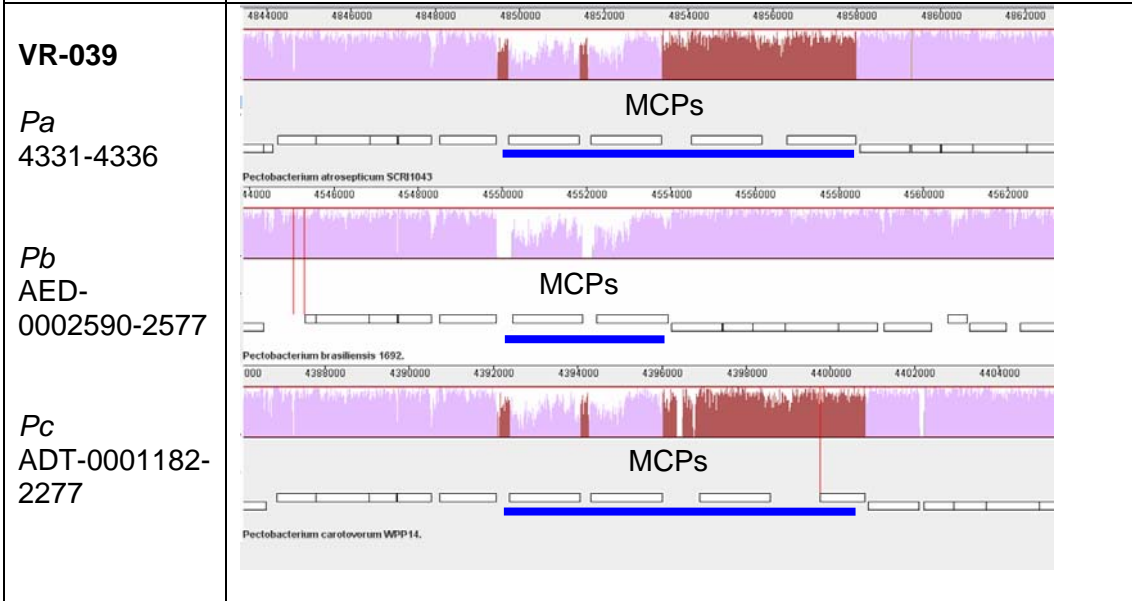 VR-039
Pa
4331-4336
4844000 4846000 4848000 4850000 4852000 4854000 4856000 4858000 4860000 4862000
MCPs
Pectobacterium atrosepticum SCRI1043
Pb
AED-
0002590-2577
44000 4546000 4548000 4550000 4552000 4554000 4556000 4558000 4560000 4562000
MCPs
Pectobacterium brasiliensis 1692.
Pc
ADT-0001182-
2277
000 4388000 4390000 4392000 4394000 4396000 4398000 4400000 4402000 4404000
MCPs
Pectobacterium carotovorum WPP14.